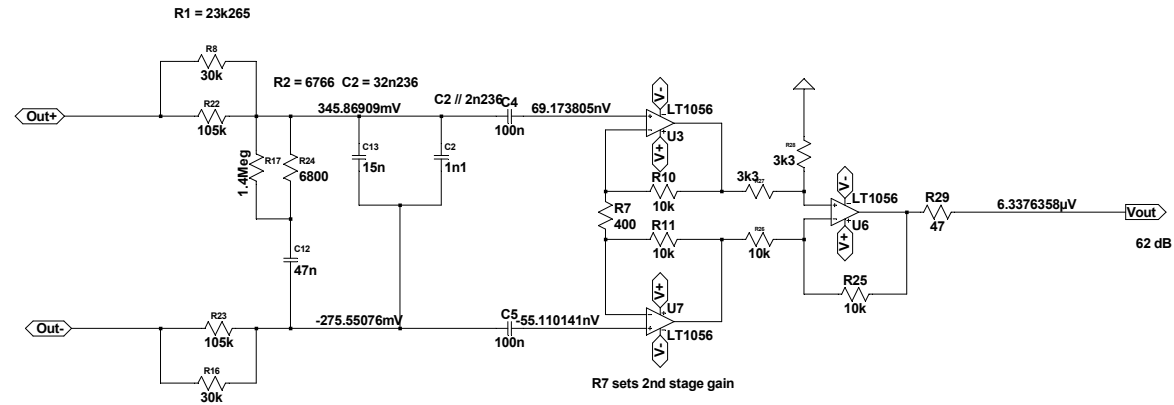 R1 = 23k265
R8
30k
R2 = 6766 C2 = 32n236
Out+
R22
105k
345.86909mV
C2 // 2n236
C4
100n
69.173805nV
V-
LT1056
U3
V+
R17
1.4Meg
R24
6800
C13
15n
C2
1n1
R28
3k3
R10
10k
3k3
R27
V-
LT1056
U6
V+
R29
47
6.3376358µV
Vout
62 dB
R7
400
R11
10k
R26
10k
C12
47n
R25
10k
V+
U7
LT1056
V-
Out-
R23
105k
-275.55076mV
C5
100n
-55.110141nV
R16
30k
R7 sets 2nd stage gain